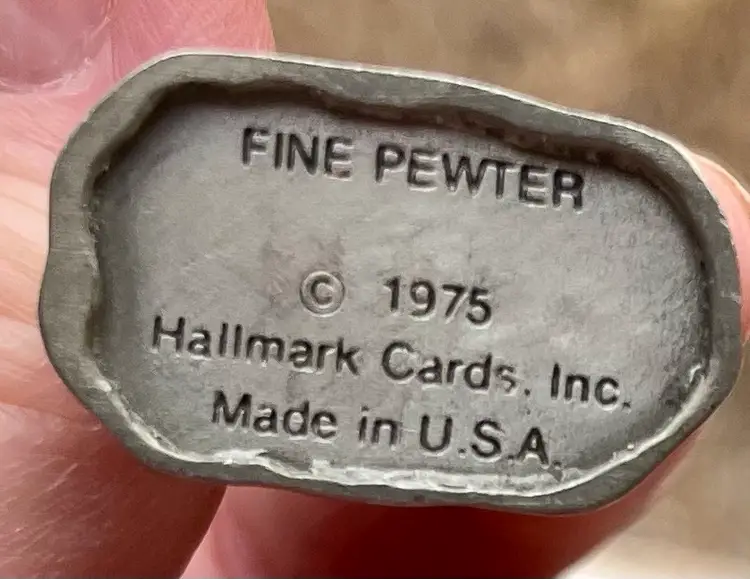 FINE PEWTER
© 1975
Hallmark Cards, Inc.
Made in U.S.A.